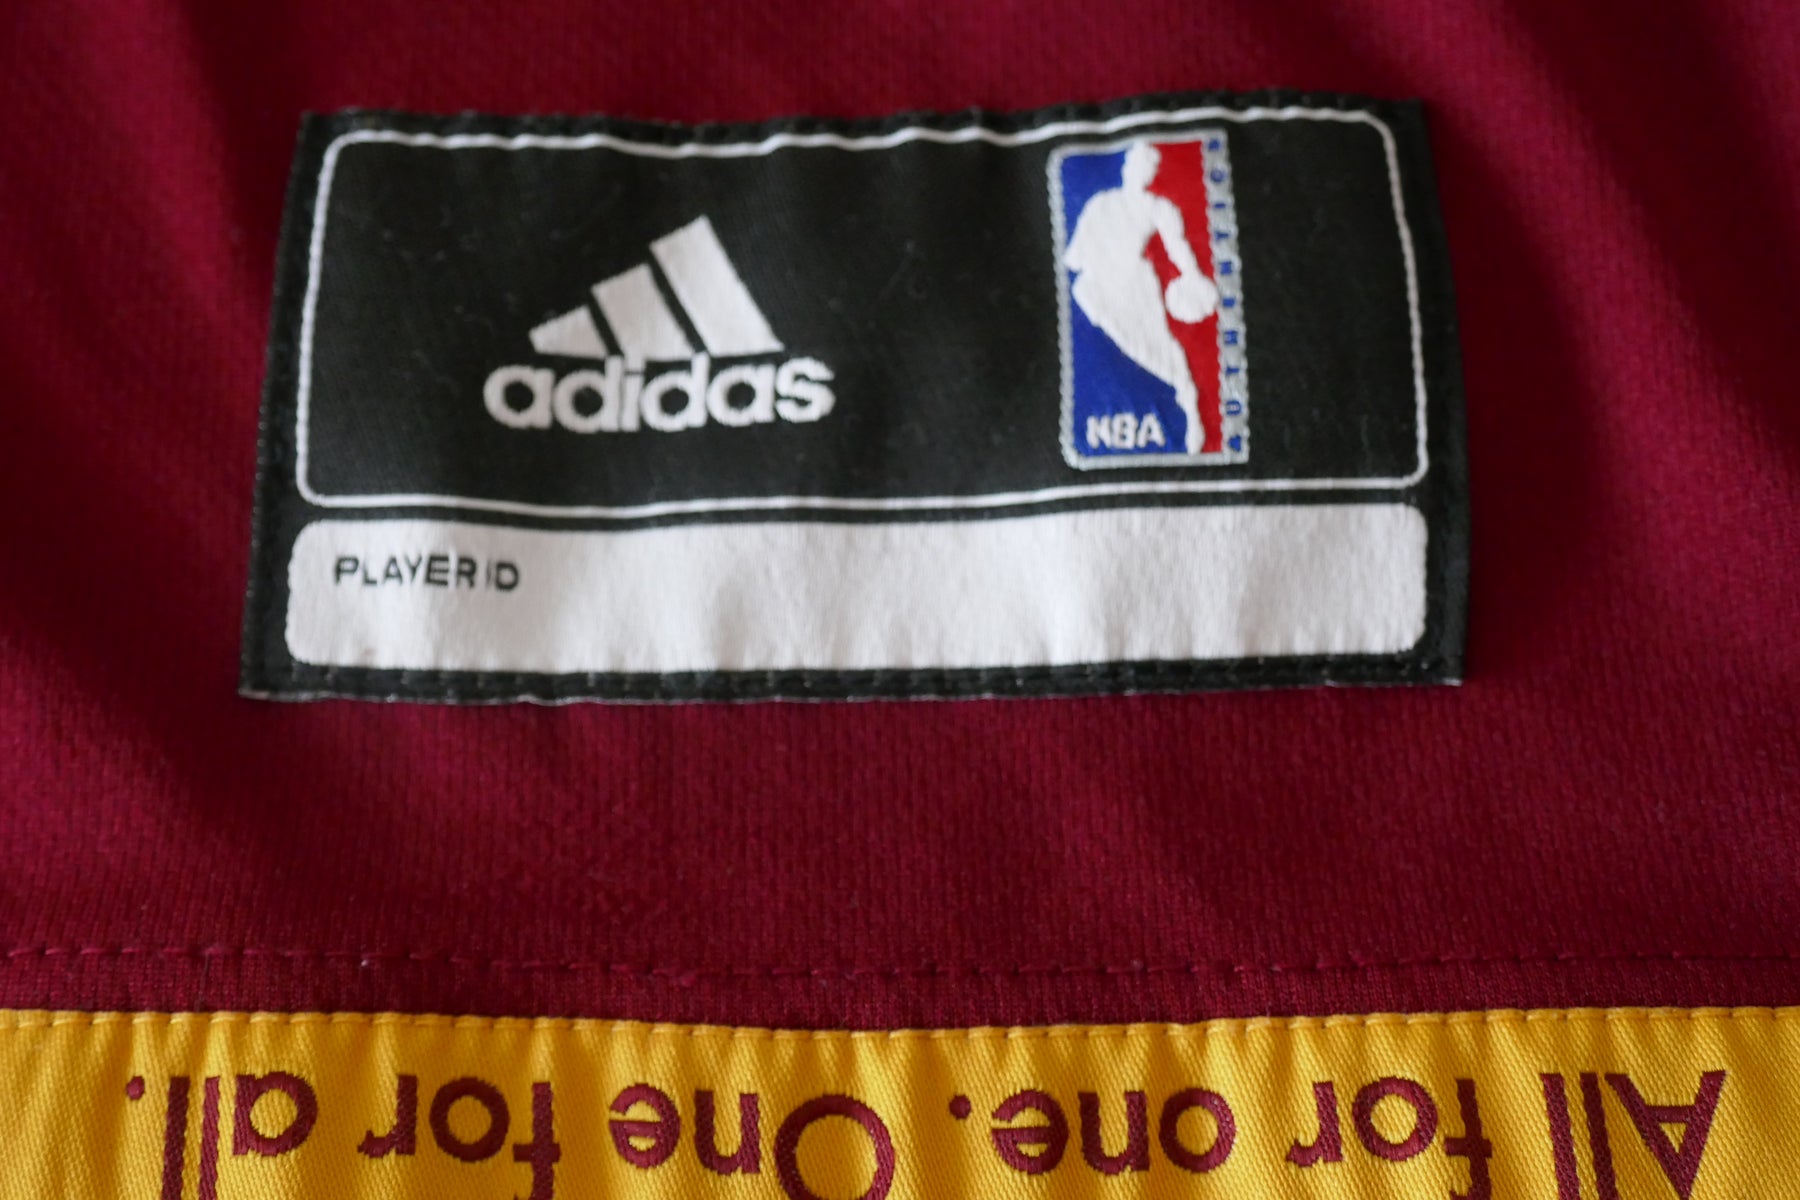 adidas
NBA
AUTHENTICS
PLAYER ID
All for one. One for all.